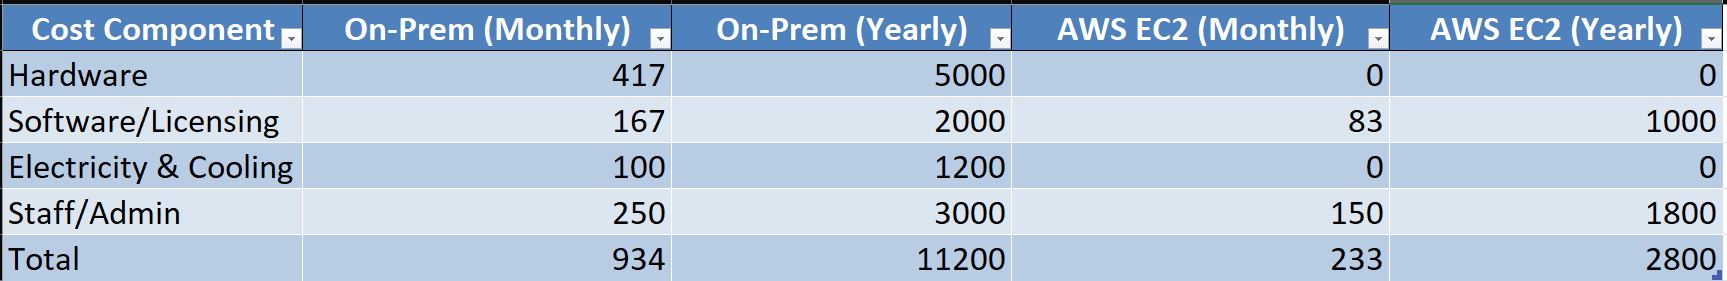 Cost Component On-Prem (Monthly) On-Prem (Yearly) AWS EC2 (Monthly) AWS EC2 (Yearly)
Hardware 417 5000 0 0
Software/Licensing 167 2000 83 1000
Electricity & Cooling 100 1200 0 0
Staff/Admin 250 3000 150 1800
Total 934 11200 233 2800